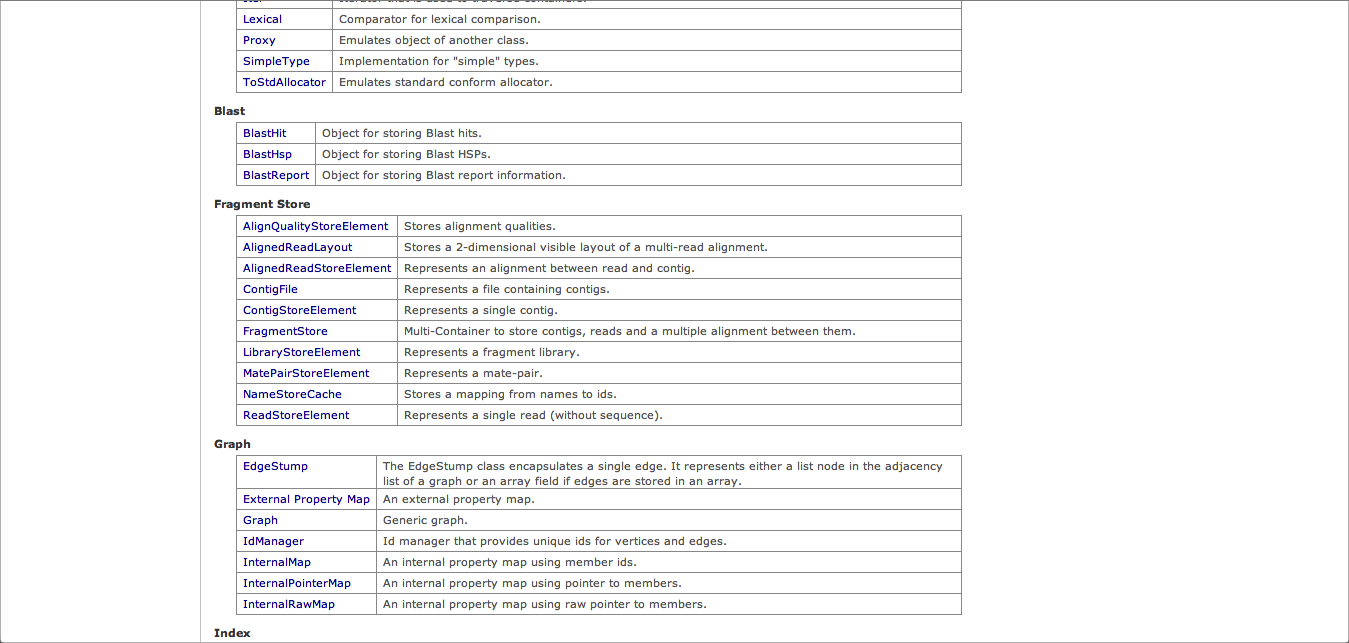 Lexical Comparator for lexical comparison.
Proxy Emulates object of another class.
SimpleType Implementation for "simple" types.
ToStdAllocator Emulates standard conform allocator.
Blast
BlastHit Object for storing Blast hits.
BlastHsp Object for storing Blast HSPs.
BlastReport Object for storing Blast report information.
Fragment Store
AlignQualityStoreElement Stores alignment qualities.
AlignedReadLayout Stores a 2-dimensional visible layout of a multi-read alignment.
AlignedReadStoreElement Represents an alignment between read and contig.
ContigFile Represents a file containing contigs.
ContigStoreElement Represents a single contig.
FragmentStore Multi-Container to store contigs, reads and a multiple alignment between them.
LibraryStoreElement Represents a fragment library.
MatePairStoreElement Represents a mate-pair.
NameStoreCache Stores a mapping from names to ids.
ReadStoreElement Represents a single read (without sequence).
Graph
EdgeStump The EdgeStump class encapsulates a single edge. It represents either a list node in the adjacency
list of a graph or an array field if edges are stored in an array.
External Property Map An external property map.
Graph Generic graph.
IdManager Id manager that provides unique ids for vertices and edges.
InternalMap An internal property map using member ids.
InternalPointerMap An internal property map using pointer to members.
InternalRawMap An internal property map using raw pointer to members.
Index